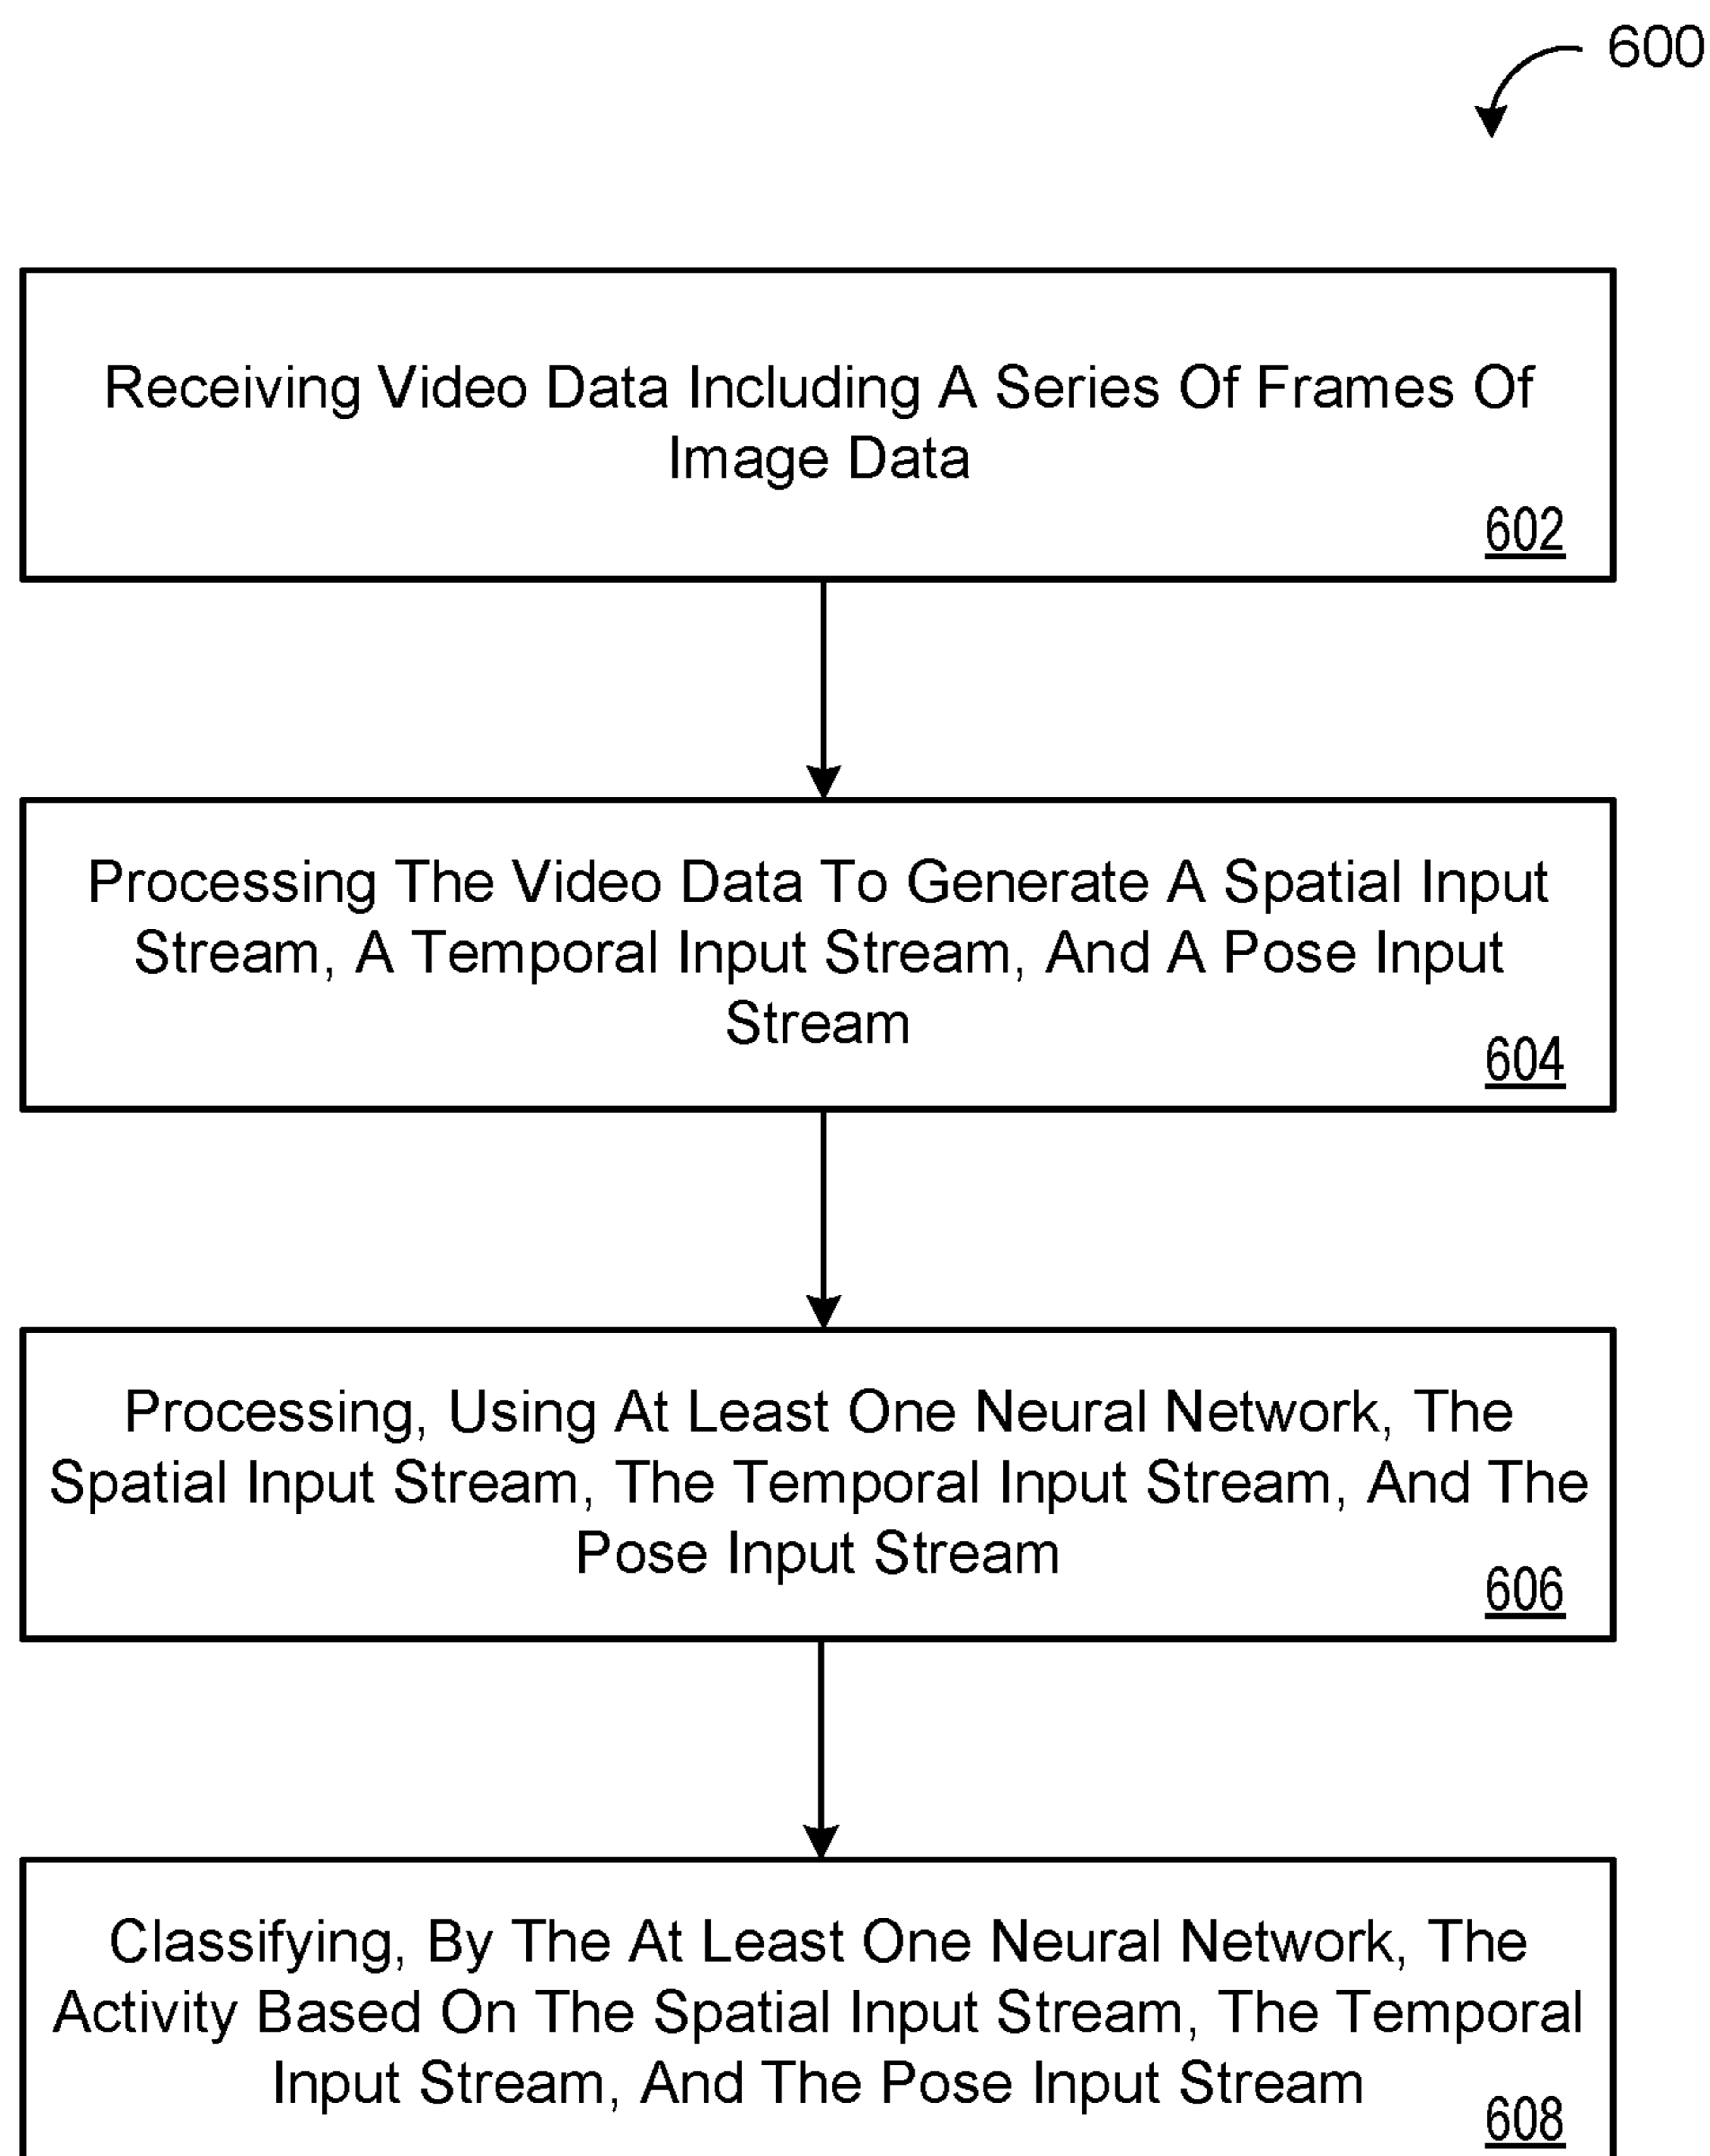 600
Receiving Video Data Including A Series Of Frames Of
Image Data
602
Processing The Video Data To Generate A Spatial Input
Stream, A Temporal Input Stream, And A Pose Input
Stream
604
Processing, Using At Least One Neural Network, The
Spatial Input Stream, The Temporal Input Stream, And The
Pose Input Stream
606
Classifying, By The At Least One Neural Network, The
Activity Based On The Spatial Input Stream, The Temporal
Input Stream, And The Pose Input Stream
608